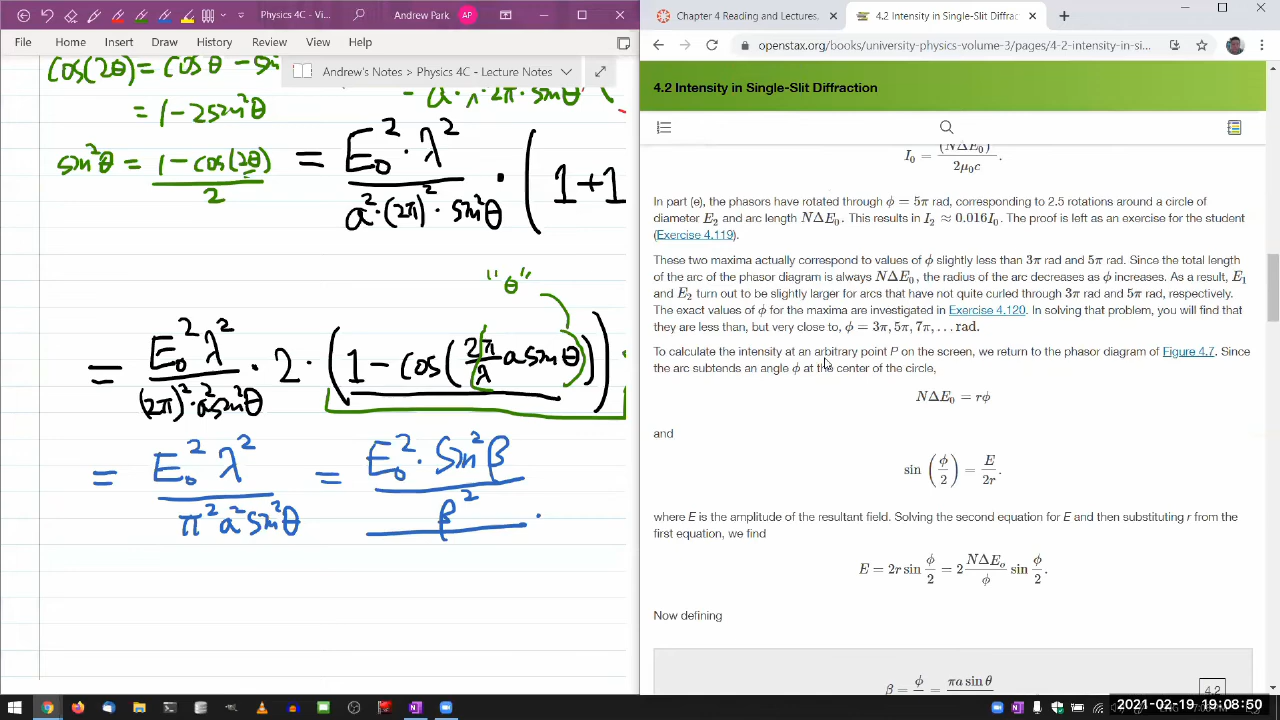 Physics 4C - Vi...
Andrew Park
AP
File
Home
Insert
Draw
History
Review
View
Help
Andrew's Notes > Physics 4C - Lecture Notes
cos(2θ) = cos θ - sin
= 1 - 2sin²θ
sin²θ = 1 - cos(2θ) / 2
= E₀² · λ² / a² · (2π)² · sin²θ · ( 1 + 1
"θ"
= E₀² λ² / (2π)² · a² sin²θ · 2 · (1 - cos(2π/λ a sin θ)) ·
= E₀² λ² / π² a² sin²θ = E₀² · sin²β / β² .
Chapter 4 Reading and Lectures:
4.2 Intensity in Single-Slit Diffrac
openstax.org/books/university-physics-volume-3/pages/4-2-intensity-in-si...
4.2 Intensity in Single-Slit Diffraction
I₀ = (NΔE₀) / 2μ₀c .
In part (e), the phasors have rotated through ϕ = 5π rad, corresponding to 2.5 rotations around a circle of
diameter E₂ and arc length NΔE₀. This results in I₂ ≈ 0.016I₀. The proof is left as an exercise for the student
(Exercise 4.119).
These two maxima actually correspond to values of ϕ slightly less than 3π rad and 5π rad. Since the total length
of the arc of the phasor diagram is always NΔE₀, the radius of the arc decreases as ϕ increases. As a result, E₁
and E₂ turn out to be slightly larger for arcs that have not quite curled through 3π rad and 5π rad, respectively.
The exact values of ϕ for the maxima are investigated in Exercise 4.120. In solving that problem, you will find that
they are less than, but very close to, ϕ = 3π, 5π, 7π, … rad.
To calculate the intensity at an arbitrary point P on the screen, we return to the phasor diagram of Figure 4.7. Since
the arc subtends an angle ϕ at the center of the circle,
NΔE₀ = rϕ
and
sin (ϕ/2) = E/2r .
where E is the amplitude of the resultant field. Solving the second equation for E and then substituting r from the
first equation, we find
E = 2r sin ϕ/2 = 2 NΔEₒ/ϕ sin ϕ/2 .
Now defining
β = ϕ/ = πa sin θ/
4.2
2021-02-19 19:08:50